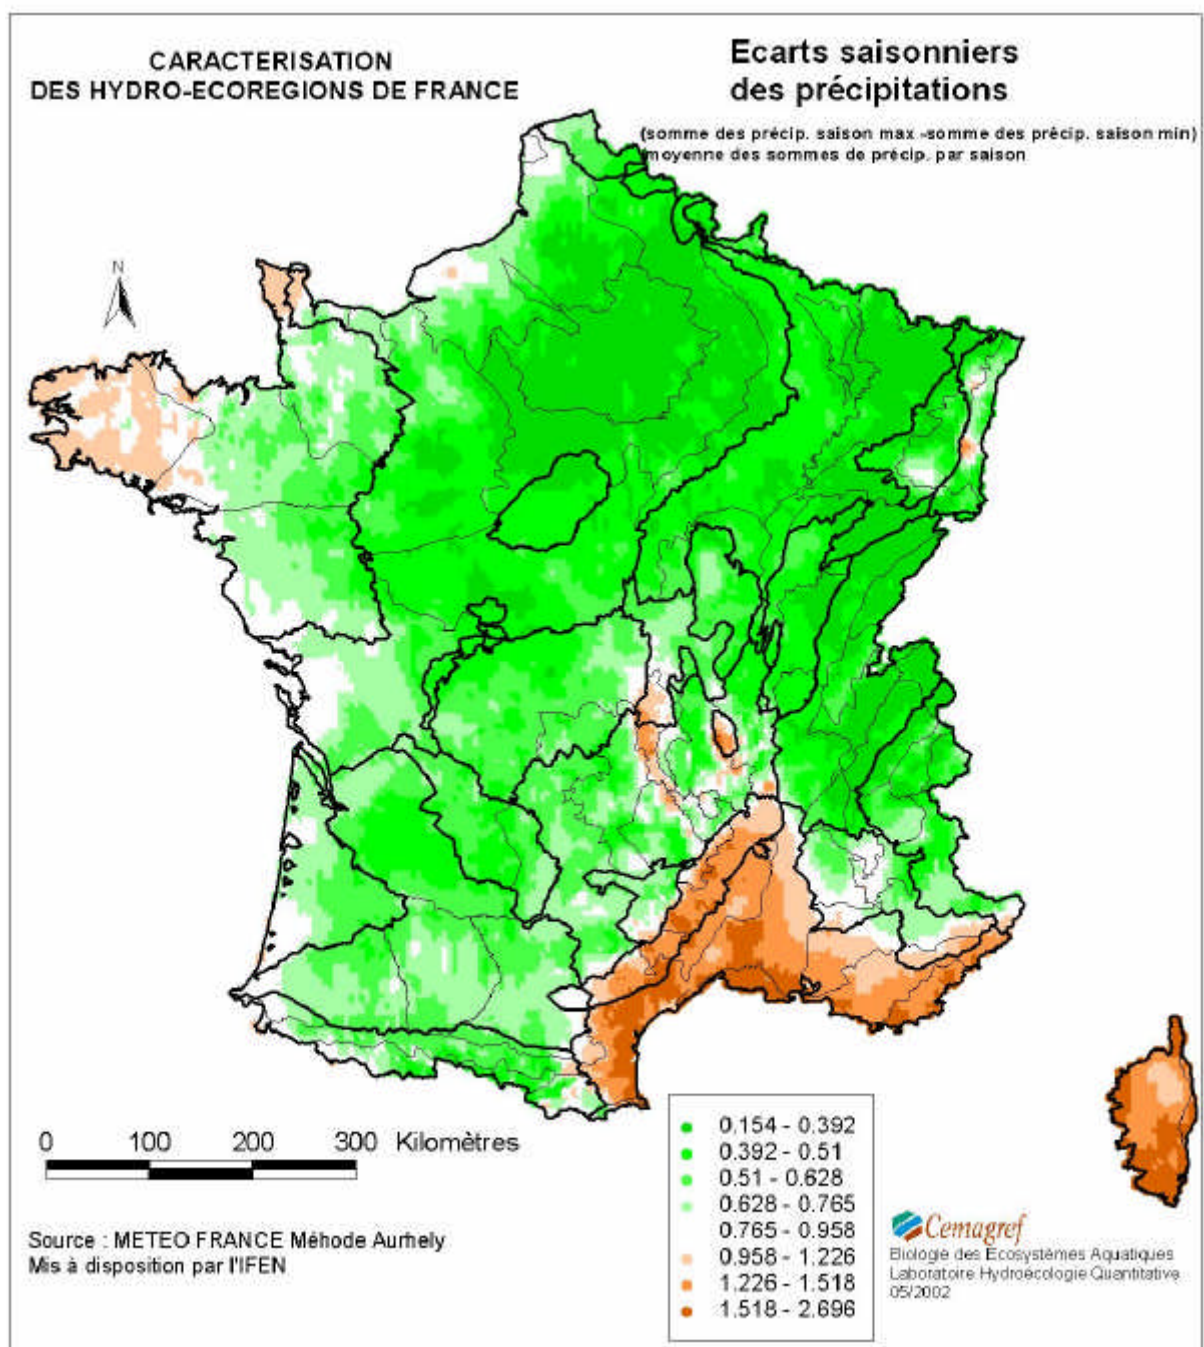 CARACTERISATION
DES HYDRO-ECOREGIONS DE FRANCE
Ecarts saisonniers
des précipitations
(somme des précip. saison max -somme des précip. saison min)
/moyenne des sommes de précip. par saison
N
0 100 200 300 Kilomètres
Source : METEO FRANCE Méhode Aurhely
Mis à disposition par l'IFEN
0.154 - 0.392
0.392 - 0.51
0.51 - 0.628
0.628 - 0.765
0.765 - 0.958
0.958 - 1.226
1.226 - 1.518
1.518 - 2.696
Cemagref
Biologie des Ecosystèmes Aquatiques
Laboratoire Hydroécologie Quantitative
05/2002